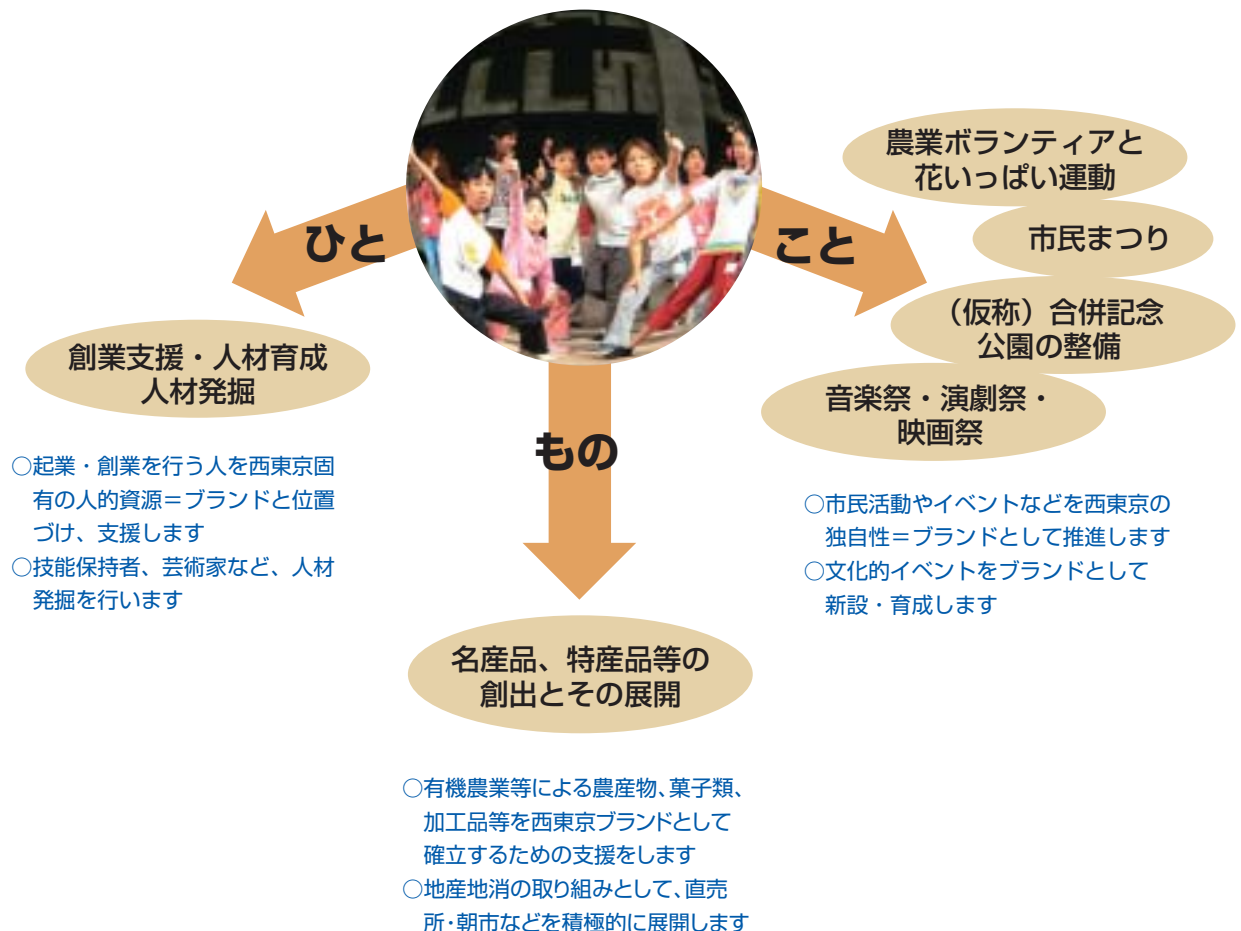 ひと
創業支援・人材育成
人材発掘
○起業・創業を行う人を西東京固
有の人的資源＝ブランドと位置
づけ、支援します
○技能保持者、芸術家など、人材
発掘を行います
もの
名産品、特産品等の
創出とその展開
○有機農業等による農産物、菓子類、
加工品等を西東京ブランドとして
確立するための支援をします
○地産地消の取り組みとして、直売
所・朝市などを積極的に展開します
こと
農業ボランティアと
花いっぱい運動
市民まつり
（仮称）合併記念
公園の整備
音楽祭・演劇祭・
映画祭
○市民活動やイベントなどを西東京の
独自性＝ブランドとして推進します
○文化的イベントをブランドとして
新設・育成します